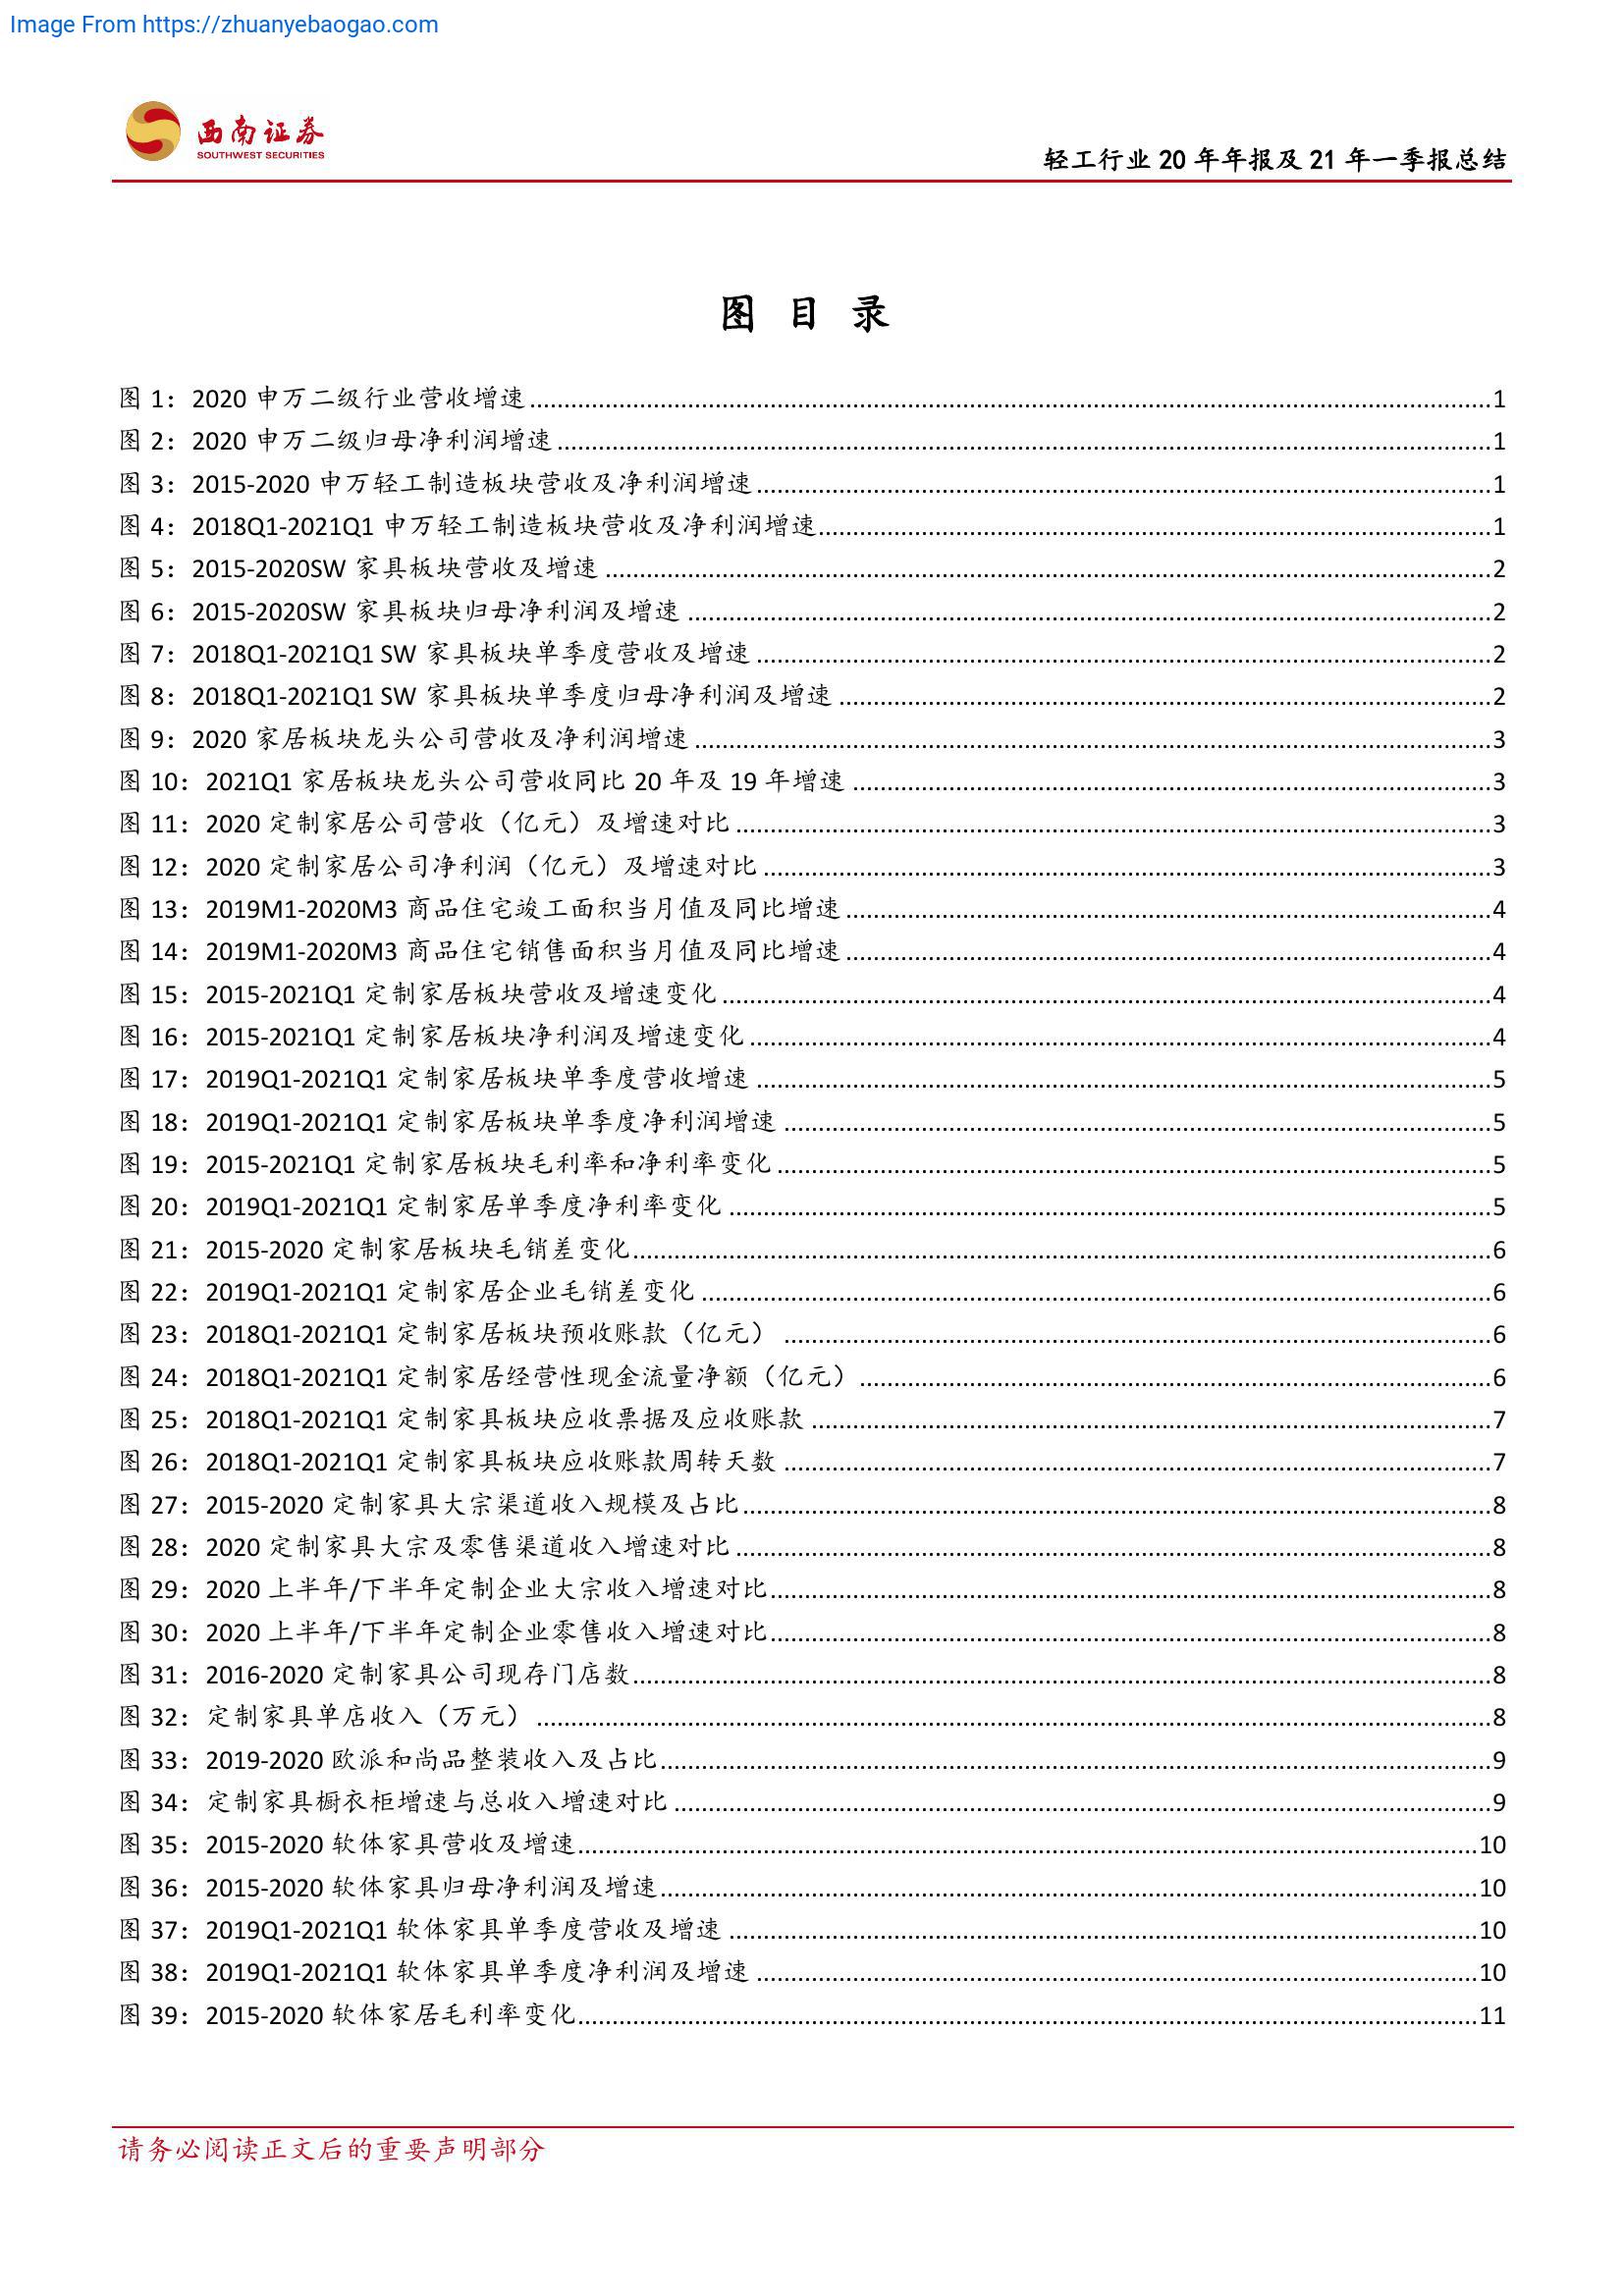 Image From https://zhuanyebaogao.com
西南证券
SOUTHWEST SECURITIES
轻工行业 20 年年报及 21 年一季报总结
图 目 录
图 1：2020 申万二级行业营收增速........1
图 2：2020 申万二级归母净利润增速........1
图 3：2015-2020 申万轻工制造板块营收及净利润增速........1
图 4：2018Q1-2021Q1 申万轻工制造板块营收及净利润增速........1
图 5：2015-2020SW 家具板块营收及增速........2
图 6：2015-2020SW 家具板块归母净利润及增速........2
图 7：2018Q1-2021Q1 SW 家具板块单季度营收及增速........2
图 8：2018Q1-2021Q1 SW 家具板块单季度归母净利润及增速........2
图 9：2020 家居板块龙头公司营收及净利润增速........3
图 10：2021Q1 家居板块龙头公司营收同比 20 年及 19 年增速........3
图 11：2020 定制家居公司营收（亿元）及增速对比........3
图 12：2020 定制家居公司净利润（亿元）及增速对比........3
图 13：2019M1-2020M3 商品住宅竣工面积当月值及同比增速........4
图 14：2019M1-2020M3 商品住宅销售面积当月值及同比增速........4
图 15：2015-2021Q1 定制家居板块营收及增速变化........4
图 16：2015-2021Q1 定制家居板块净利润及增速变化........4
图 17：2019Q1-2021Q1 定制家居板块单季度营收增速........5
图 18：2019Q1-2021Q1 定制家居板块单季度净利润增速........5
图 19：2015-2021Q1 定制家居板块毛利率和净利率变化........5
图 20：2019Q1-2021Q1 定制家居单季度净利率变化........5
图 21：2015-2020 定制家居板块毛销差变化........6
图 22：2019Q1-2021Q1 定制家居企业毛销差变化........6
图 23：2018Q1-2021Q1 定制家居板块预收账款（亿元）........6
图 24：2018Q1-2021Q1 定制家居经营性现金流量净额（亿元）........6
图 25：2018Q1-2021Q1 定制家具板块应收票据及应收账款........7
图 26：2018Q1-2021Q1 定制家具板块应收账款周转天数........7
图 27：2015-2020 定制家具大宗渠道收入规模及占比........8
图 28：2020 定制家具大宗及零售渠道收入增速对比........8
图 29：2020 上半年/下半年定制企业大宗收入增速对比........8
图 30：2020 上半年/下半年定制企业零售收入增速对比........8
图 31：2016-2020 定制家具公司现存门店数........8
图 32：定制家具单店收入（万元）........8
图 33：2019-2020 欧派和尚品整装收入及占比........9
图 34：定制家具橱衣柜增速与总收入增速对比........9
图 35：2015-2020 软体家具营收及增速........10
图 36：2015-2020 软体家具归母净利润及增速........10
图 37：2019Q1-2021Q1 软体家具单季度营收及增速........10
图 38：2019Q1-2021Q1 软体家具单季度净利润及增速........10
图 39：2015-2020 软体家居毛利率变化........11
请务必阅读正文后的重要声明部分